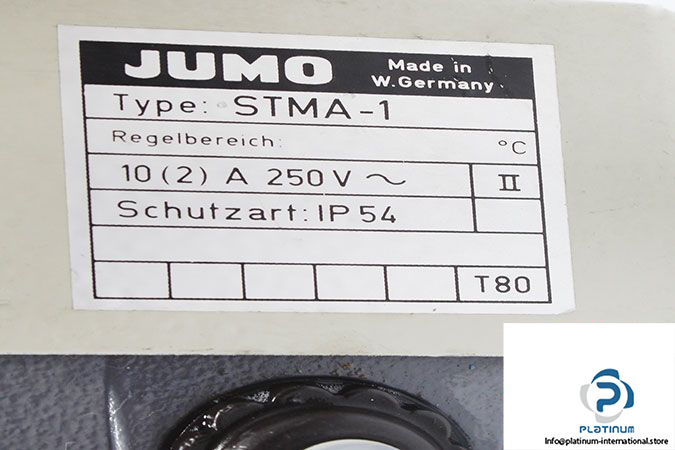 JUMO Made in
W.Germany
Type: STMA-1
Regelbereich: °C
10(2) A 250V ~ II
Schutzart: IP54
T80
PLATINUM
Info@platinum-international.store